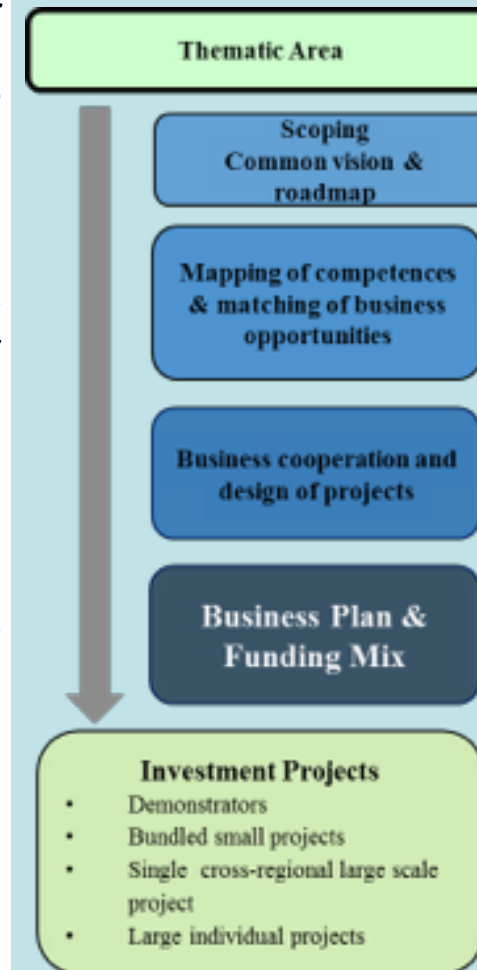 Thematic Area
Scoping
Common vision &
roadmap
Mapping of competences
& matching of business
opportunities
Business cooperation and
design of projects
Business Plan &
Funding Mix
Investment Projects
• Demonstrators
• Bundled small projects
• Single cross-regional large scale
project
• Large individual projects